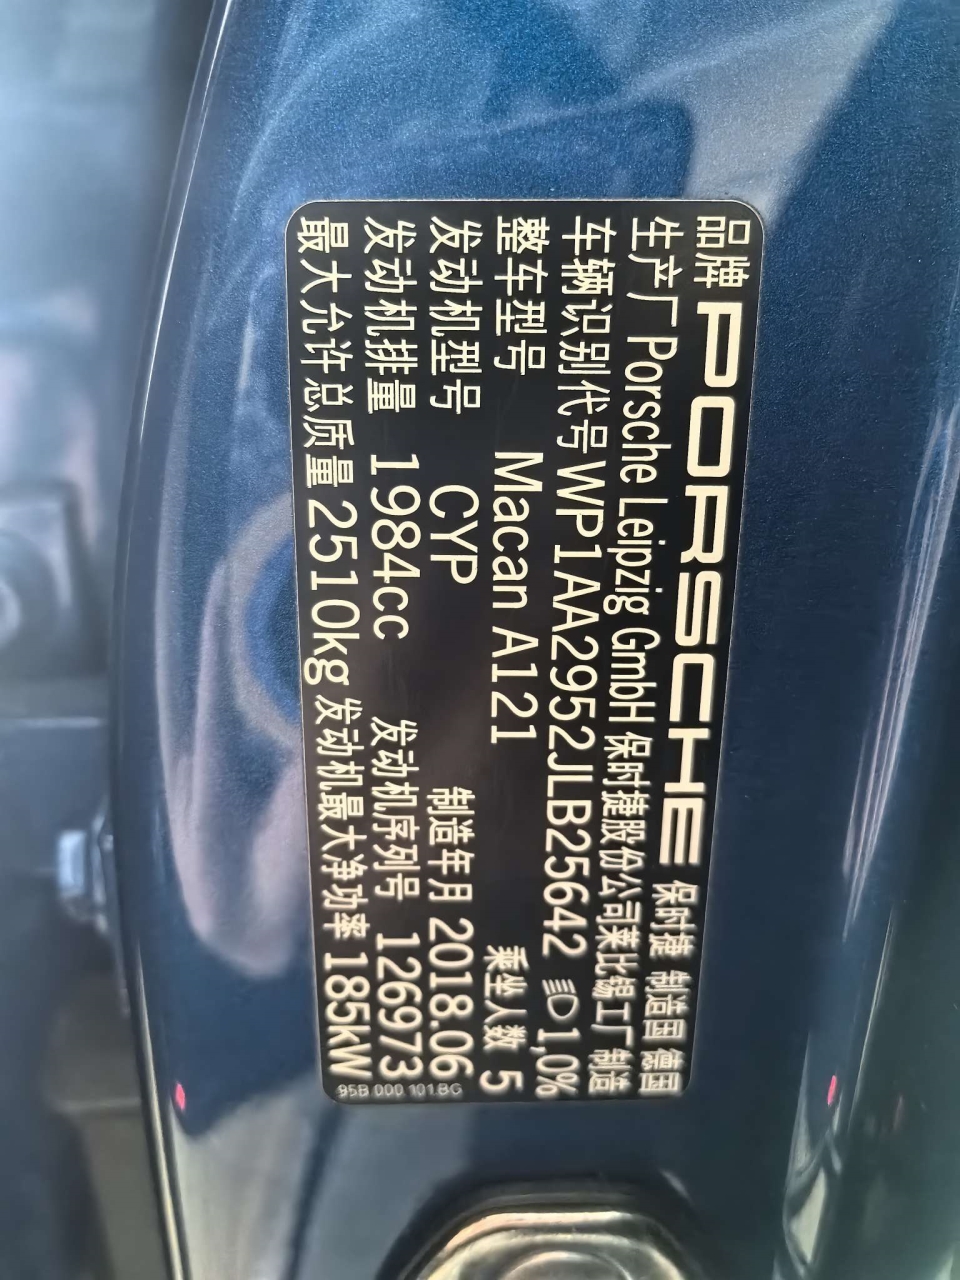 品牌 PORSCHE 保时捷 制造国 德国
生产厂 Porsche Leipzig GmbH 保时捷股份公司莱比锡工厂 制造
车辆识别代号 WP1AA2952JLB25642 1,0%
整车型号 Macan A121 乘坐人数 5
发动机型号 CYP 制造年月 2018.06
发动机排量 1984cc 发动机序列号 126973
最大允许总质量 2510kg 发动机最大净功率 185kW
95B 000 101 BG